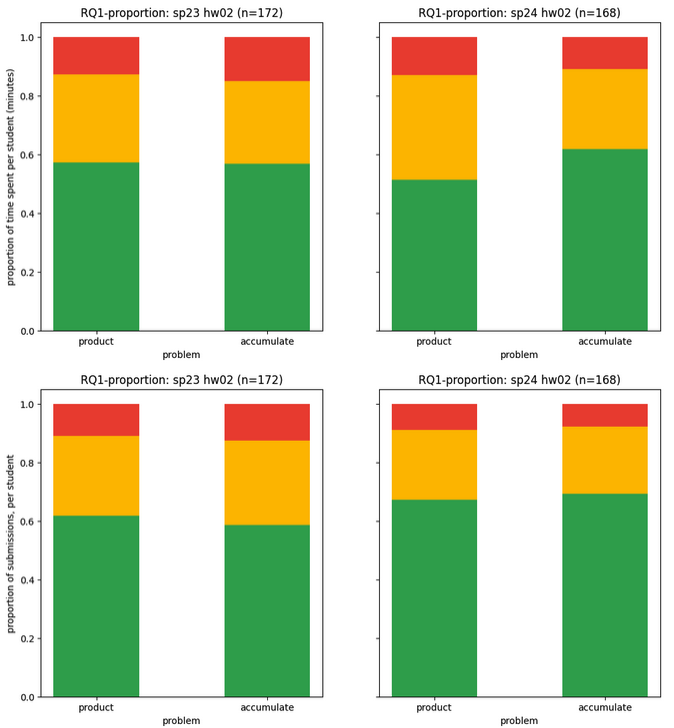 RQ1-proportion: sp23 hw02 (n=172)
RQ1-proportion: sp24 hw02 (n=168)
proportion of time spent per student (minutes)
1.0
0.8
0.6
0.4
0.2
0.0
product
accumulate
product
accumulate
problem
problem
RQ1-proportion: sp23 hw02 (n=172)
RQ1-proportion: sp24 hw02 (n=168)
proportion of submissions, per student
1.0
0.8
0.6
0.4
0.2
0.0
product
accumulate
product
accumulate
problem
problem